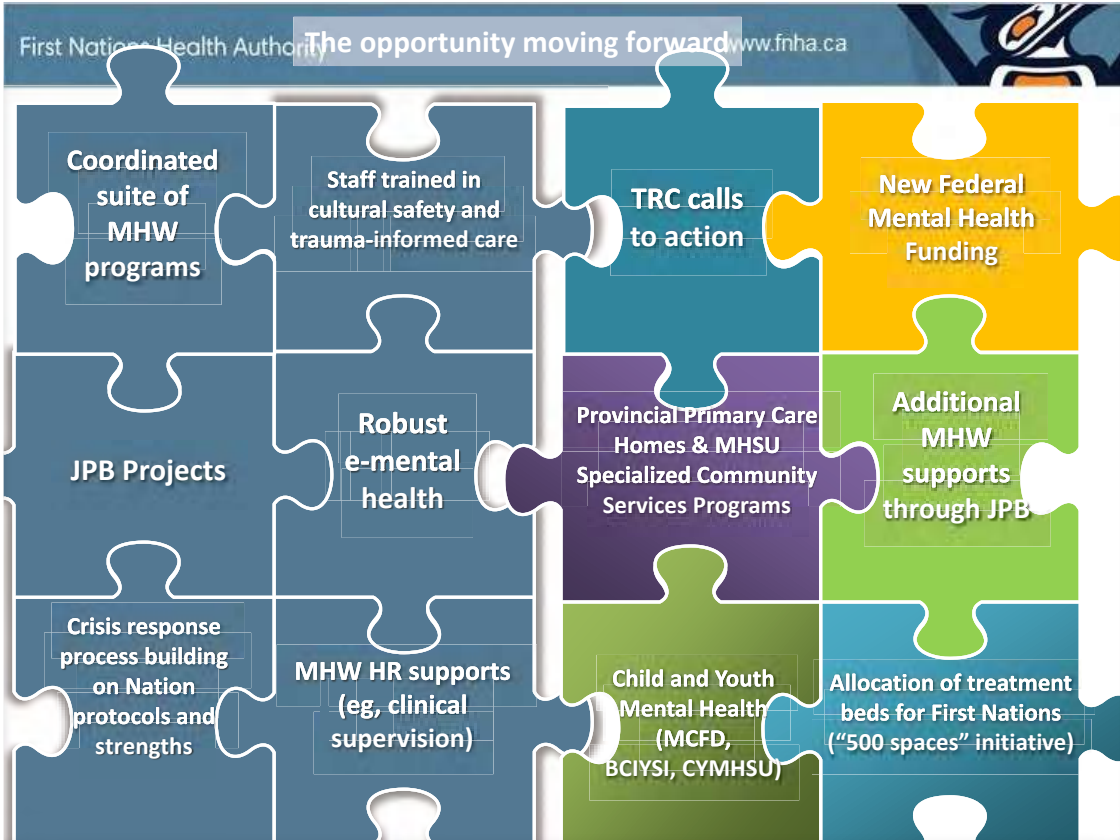 First Nations Health Authority
The opportunity moving forward
www.fnha.ca
Coordinated
suite of
MHW
programs
Staff trained in
cultural safety and
trauma-informed care
TRC calls
to action
New Federal
Mental Health
Funding
JPB Projects
Robust
e-mental
health
Provincial Primary Care
Homes & MHSU
Specialized Community
Services Programs
Additional
MHW
supports
through JPB
Crisis response
process building
on Nation
protocols and
strengths
MHW HR supports
(eg, clinical
supervision)
Child and Youth
Mental Health
(MCFD,
BCIYSI, CYMHSU)
Allocation of treatment
beds for First Nations
(“500 spaces” initiative)